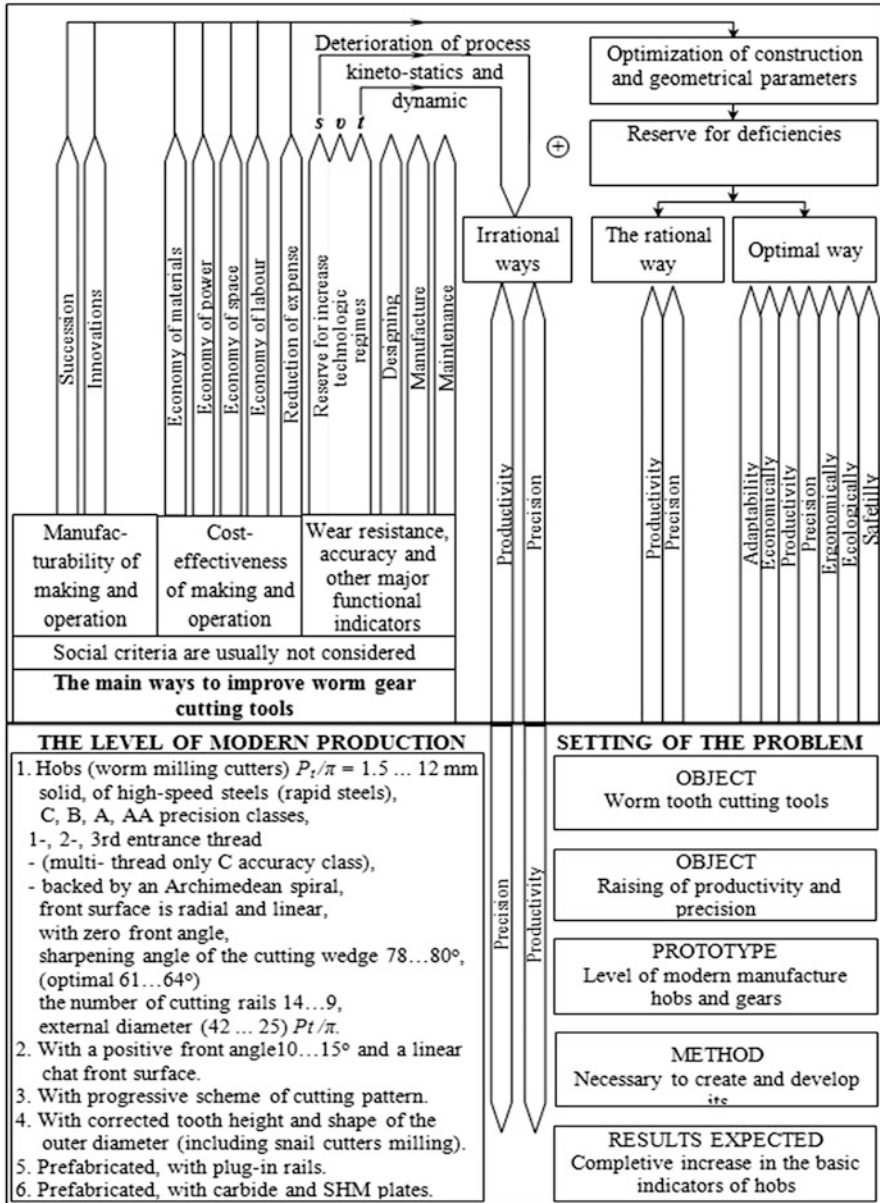 Deterioration of process
kineto-statics and
dynamic
s v t
Optimization of construction
and geometrical parameters
Reserve for deficiencies
Irrational
ways
The rational
way
Optimal way
Succession
Innovations
Economy of materials
Economy of power
Economy of space
Economy of labour
Reduction of expense
Reserve for increase
technologic
regimes
Designing
Manufacture
Maintenance
Productivity
Precision
Productivity
Precision
Adaptability
Economically
Productivity
Precision
Ergonomically
Ecologically
Safetilly
Manufac-
turability of
making and
operation
Cost-
effectiveness
of making and
operation
Wear resistance,
accuracy and
other major
functional
indicators
Social criteria are usually not considered
The main ways to improve worm gear
cutting tools
THE LEVEL OF MODERN PRODUCTION
1. Hobs (worm milling cutters) Pt/π = 1.5 ... 12 mm
solid, of high-speed steels (rapid steels),
C, B, A, AA precision classes,
1-, 2-, 3rd entrance thread
- (multi- thread only C accuracy class),
- backed by an Archimedean spiral,
front surface is radial and linear,
with zero front angle,
sharpening angle of the cutting wedge 78...80º,
(optimal 61...64º)
the number of cutting rails 14...9,
external diameter (42 ... 25) Pt/π.
2. With a positive front angle10...15º and a linear
chat front surface.
3. With progressive scheme of cutting pattern.
4. With corrected tooth height and shape of the
outer diameter (including snail cutters milling).
5. Prefabricated, with plug-in rails.
6. Prefabricated, with carbide and SHM plates.
Precision
Productivity
SETTING OF THE PROBLEM
OBJECT
Worm tooth cutting tools
OBJECT
Raising of productivity and
precision
PROTOTYPE
Level of modern manufacture
hobs and gears
METHOD
Necessary to create and develop
its
RESULTS EXPECTED
Completive increase in the basic
indicators of hobs